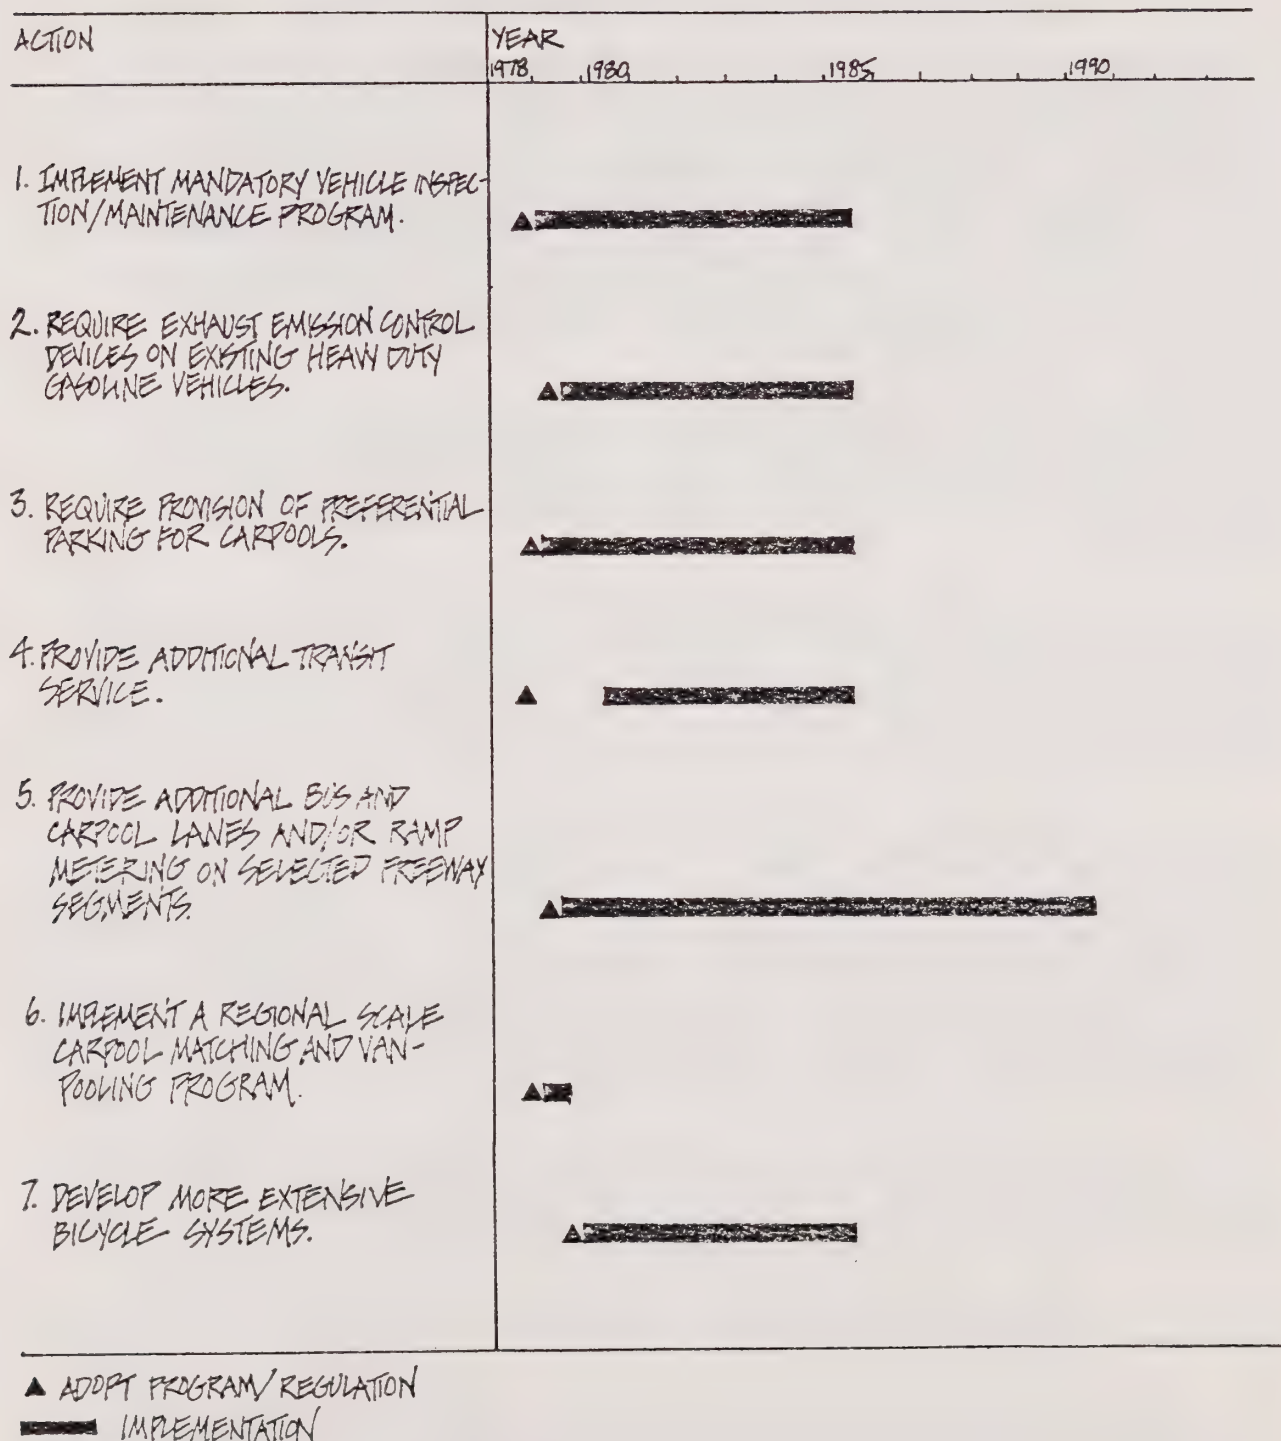 ACTION
YEAR
1978 1980 1985 1990
1. IMPLEMENT MANDATORY VEHICLE INSPEC-
TION/MAINTENANCE PROGRAM.
2. REQUIRE EXHAUST EMISSION CONTROL
DEVICES ON EXISTING HEAVY DUTY
GASOLINE VEHICLES.
3. REQUIRE PROVISION OF PREFERENTIAL
PARKING FOR CARPOOLS.
4. PROVIDE ADDITIONAL TRANSIT
SERVICE.
5. PROVIDE ADDITIONAL BUS AND
CARPOOL LANES AND/OR RAMP
METERING ON SELECTED FREEWAY
SEGMENTS.
6. IMPLEMENT A REGIONAL SCALE
CARPOOL MATCHING AND VAN-
POOLING PROGRAM.
7. DEVELOP MORE EXTENSIVE
BICYCLE SYSTEMS.
▲ ADOPT PROGRAM/REGULATION
IMPLEMENTATION